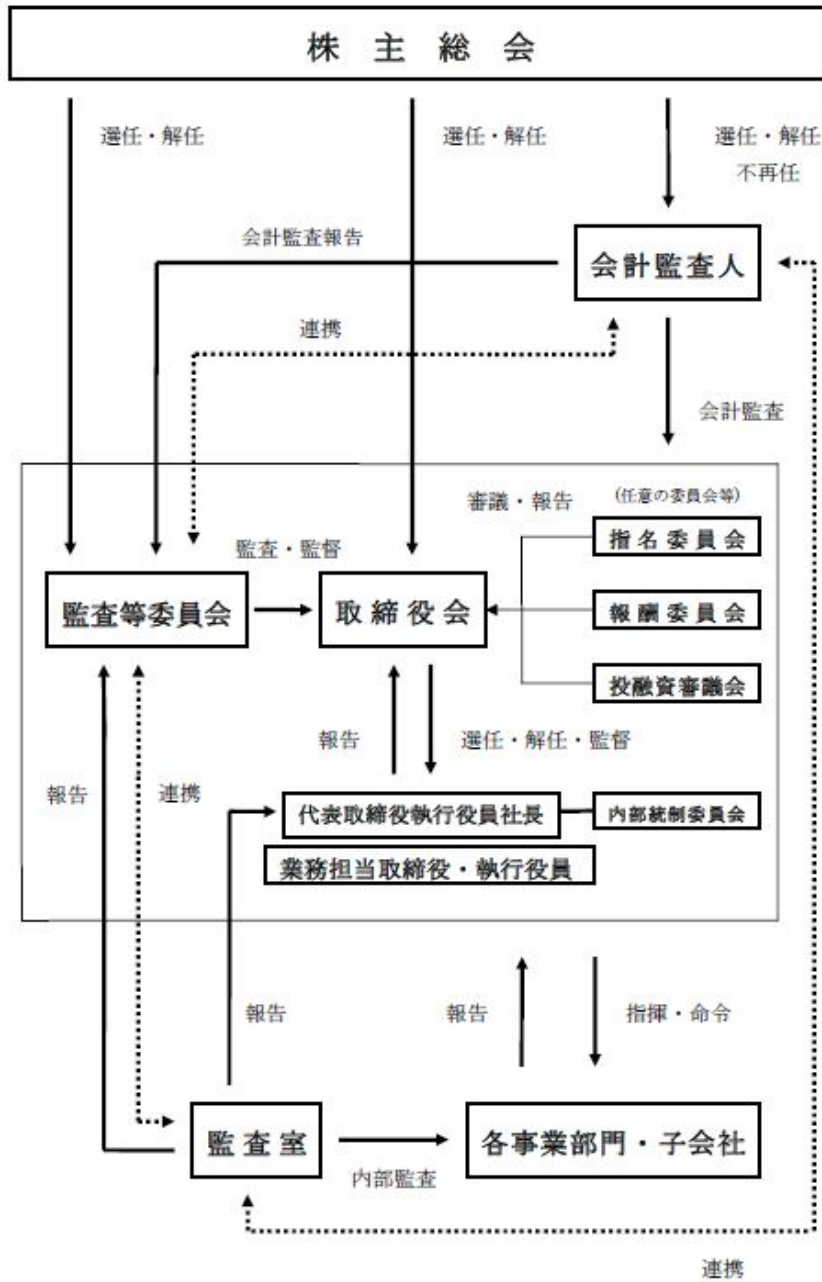 株主総会
選任・解任
選任・解任
選任・解任
不再任
会計監査報告
会計監査人
連携
会計監査
審議・報告
(任意の委員会等)
指名委員会
監査・監督
監査等委員会
取締役会
報酬委員会
投融資審議会
報告
選任・解任・監督
報告
連携
代表取締役執行役員社長
内部統制委員会
業務担当取締役・執行役員
報告
報告
指揮・命令
監査室
各事業部門・子会社
内部監査
連携